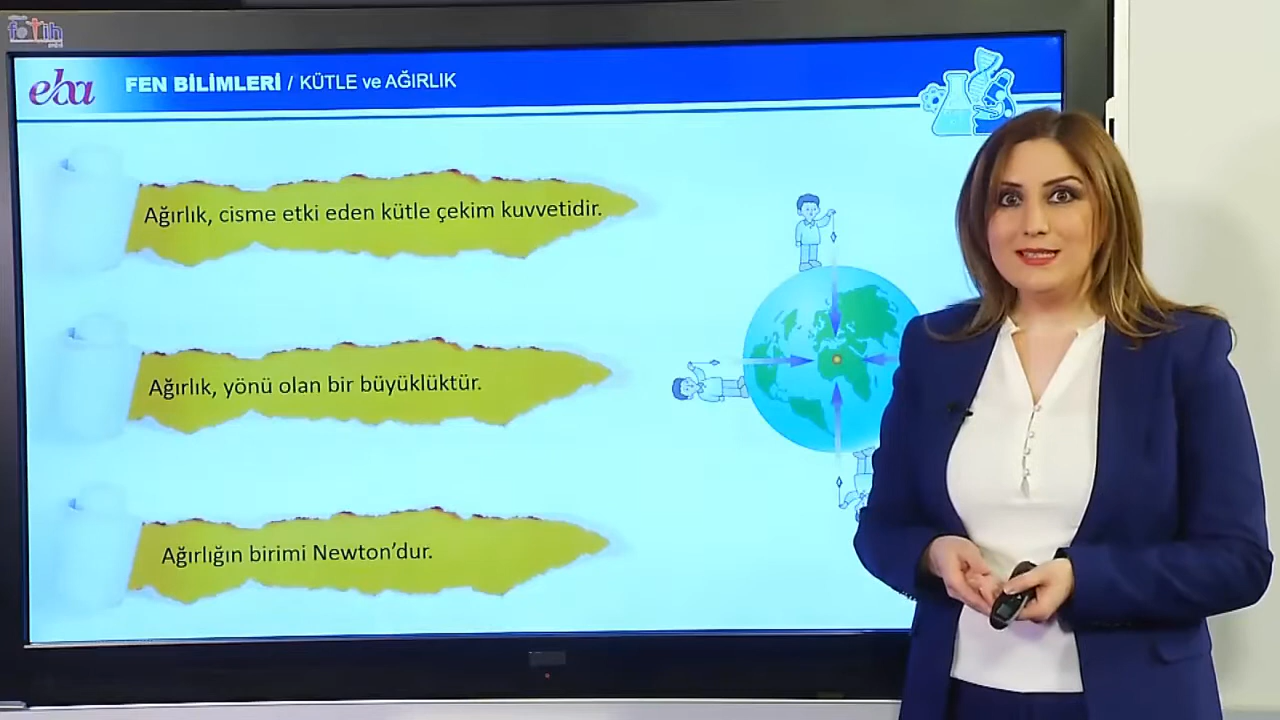 fatih
eba
FEN BİLİMLERİ / KÜTLE ve AĞIRLIK
Ağırlık, cisme etki eden kütle çekim kuvvetidir.
Ağırlık, yönü olan bir büyüklüktür.
Ağırlığın birimi Newton’dur.